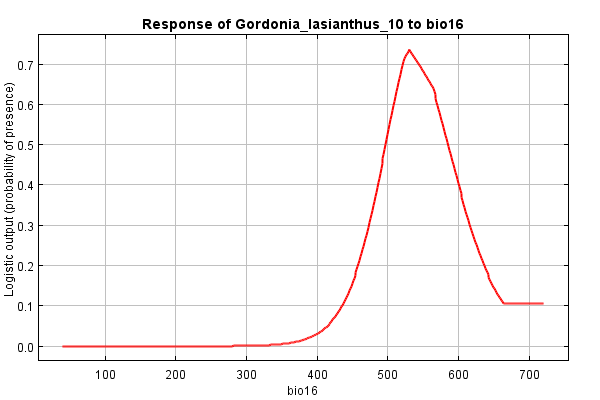 Response of Gordonia_lasianthus_10 to bio16
Logistic output (probability of presence)
0.7
0.6
0.5
0.4
0.3
0.2
0.1
0.0
100 200 300 400 500 600 700
bio16